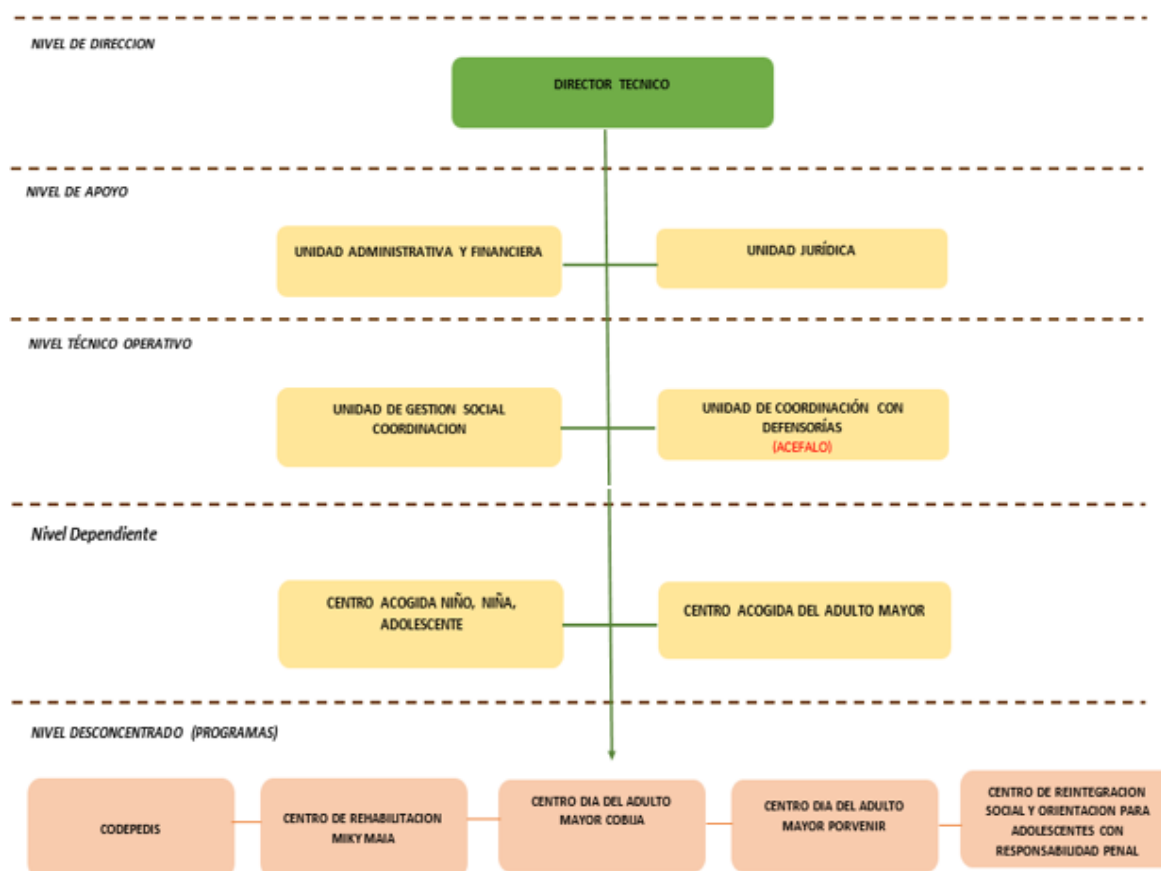 NIVEL DE DIRECCION
DIRECTOR TECNICO
NIVEL DE APOYO
UNIDAD ADMINISTRATIVA Y FINANCIERA
UNIDAD JURÍDICA
NIVEL TÉCNICO OPERATIVO
UNIDAD DE GESTION SOCIAL
COORDINACION
UNIDAD DE COORDINACIÓN CON
DEFENSORÍAS
(ACEFALO)
Nivel Dependiente
CENTRO ACOGIDA NIÑO, NIÑA,
ADOLESCENTE
CENTRO ACOGIDA DEL ADULTO MAYOR
NIVEL DESCONCENTRADO (PROGRAMAS)
CODEPEDIS
CENTRO DE REHABILITACION
MIKY MAIA
CENTRO DIA DEL ADULTO
MAYOR COBIJA
CENTRO DIA DEL ADULTO
MAYOR PORVENIR
CENTRO DE REINTEGRACION
SOCIAL Y ORIENTACION PARA
ADOLESCENTES CON
RESPONSABILIDAD PENAL